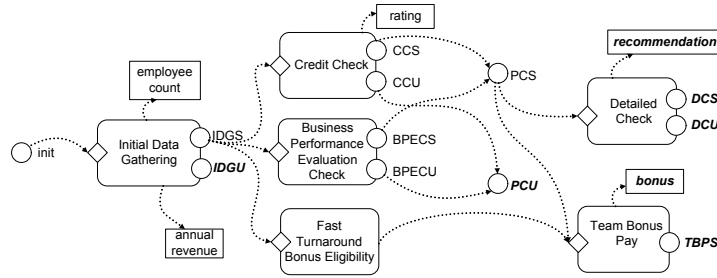 rating
employee
count
Credit Check
CCS
CCU
recommendation
PCS
Detailed
Check
DCS
DCU
init
Initial Data
Gathering
IDGS
IDGU
Business
Performance
Evaluation
Check
BPECS
BPECU
PCU
annual
revenue
Fast
Turnaround
Bonus Eligibility
bonus
Team Bonus
Pay
TBPS